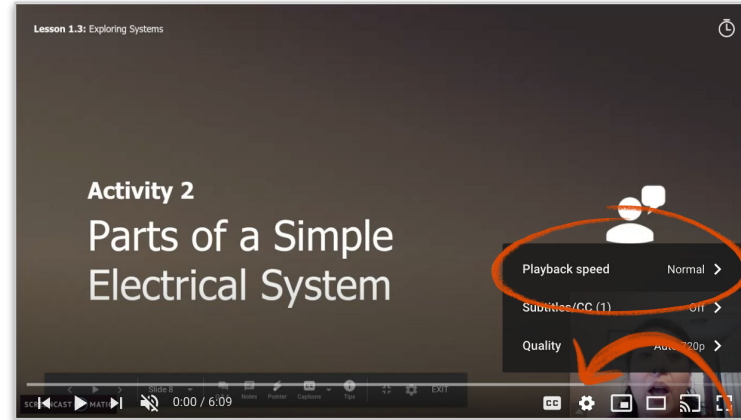 Lesson 1.3: Exploring Systems
Activity 2
Parts of a Simple
Electrical System
Playback speed Normal
Subtitles/CC (1) Off
Quality Auto 720p
Slide 8 Notes Pointer Captions Tips EXIT
0:00 / 6:09 CC